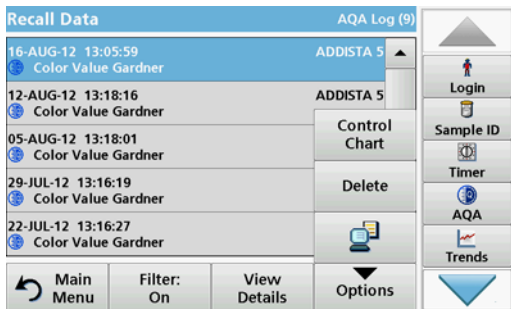 Recall Data AQA Log (9)
16-AUG-12 13:05:59 ADDISTA 5
Color Value Gardner
12-AUG-12 13:18:16 ADDISTA 5
Color Value Gardner
05-AUG-12 13:18:01
Color Value Gardner
29-JUL-12 13:16:19
Color Value Gardner
22-JUL-12 13:16:27
Color Value Gardner
Control
Chart
Delete
Main
Menu
Filter:
On
View
Details
Options
Login
Sample ID
Timer
AQA
Trends